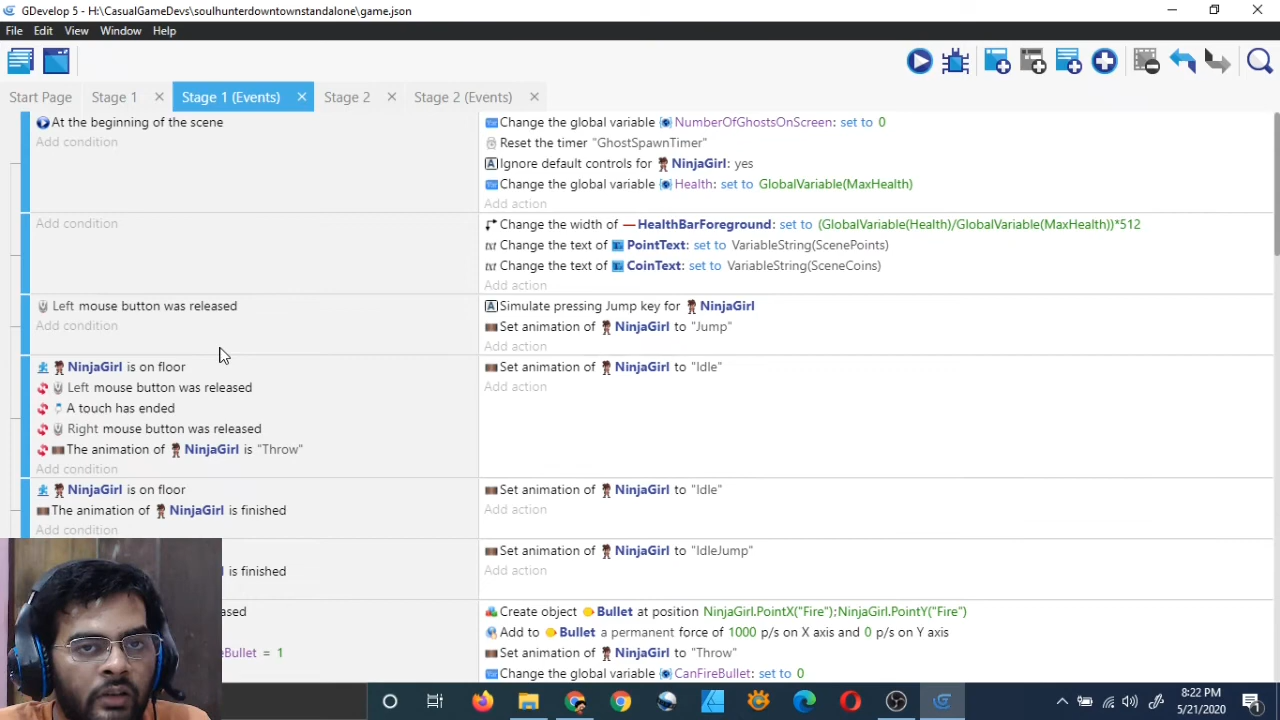 GDevelop 5 - H:\CasualGameDevs\soulhunterdowntownstandalone\game.json
File Edit View Window Help
Start Page Stage 1 Stage 1 (Events) Stage 2 Stage 2 (Events)
At the beginning of the scene
Add condition
Change the global variable NumberOfGhostsOnScreen: set to 0
Reset the timer "GhostSpawnTimer"
Ignore default controls for NinjaGirl: yes
Change the global variable Health: set to GlobalVariable(MaxHealth)
Add action
Add condition
Change the width of HealthBarForeground: set to (GlobalVariable(Health)/GlobalVariable(MaxHealth))*512
Change the text of PointText: set to VariableString(ScenePoints)
Change the text of CoinText: set to VariableString(SceneCoins)
Add action
Left mouse button was released
Add condition
Simulate pressing Jump key for NinjaGirl
Set animation of NinjaGirl to "Jump"
Add action
NinjaGirl is on floor
Left mouse button was released
A touch has ended
Right mouse button was released
The animation of NinjaGirl is "Throw"
Add condition
Set animation of NinjaGirl to "Idle"
Add action
NinjaGirl is on floor
The animation of NinjaGirl is finished
Add condition
Set animation of NinjaGirl to "Idle"
Add action
is finished
Set animation of NinjaGirl to "IdleJump"
Add action
Create object Bullet at position NinjaGirl.PointX("Fire");NinjaGirl.PointY("Fire")
Add to Bullet a permanent force of 1000 p/s on X axis and 0 p/s on Y axis
= 1
Set animation of NinjaGirl to "Throw"
Change the global variable CanFireBullet: set to 0
8:22 PM
5/21/2020